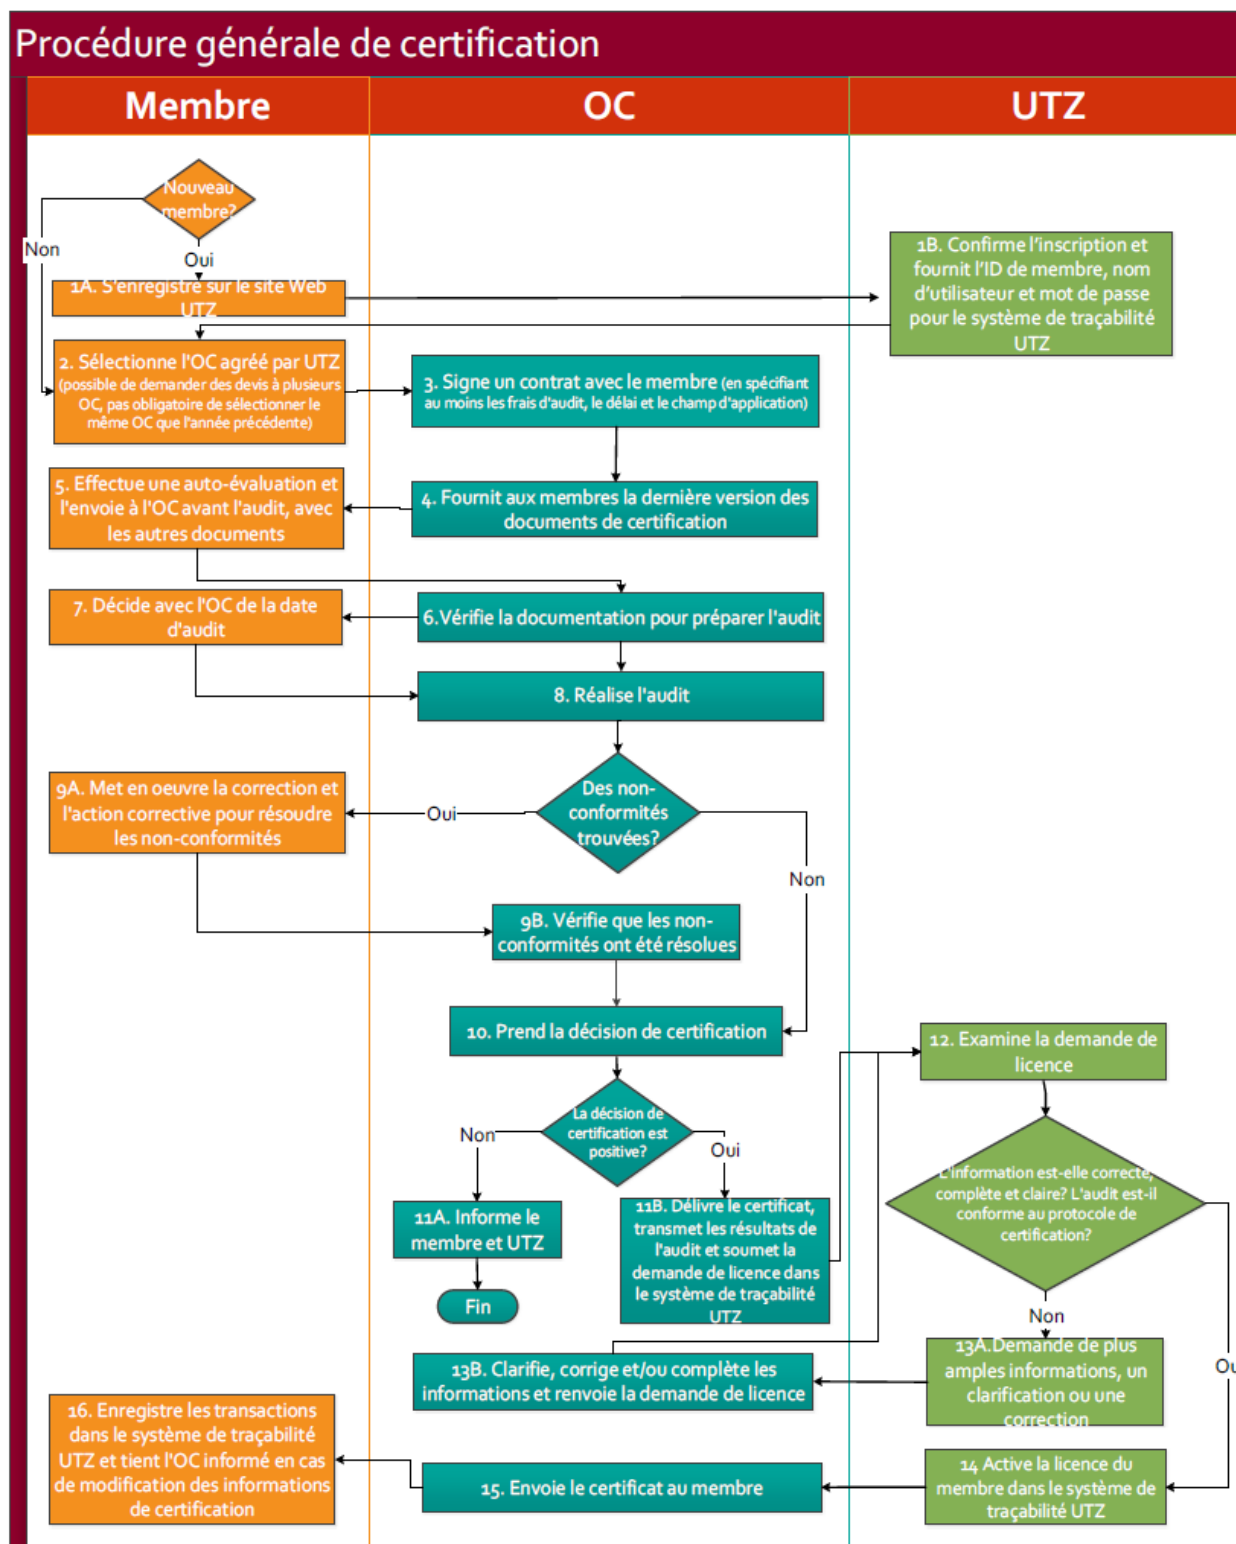 Procédure générale de certification
Membre
OC
UTZ
Nouveau
membre?
Non
Oui
1A. S'enregistre sur le site Web
UTZ
1B. Confirme l'inscription et
fournit l'ID de membre, nom
d'utilisateur et mot de passe
pour le système de traçabilité
UTZ
2. Sélectionne l'OC agréé par UTZ
(possible de demander des devis à plusieurs
OC, pas obligatoire de sélectionner le
même OC que l'année précédente)
3. Signe un contrat avec le membre (en spécifiant
au moins les frais d'audit, le délai et le champ d'application)
5. Effectue une auto-évaluation et
l'envoie à l'OC avant l'audit, avec
les autres documents
4. Fournit aux membres la dernière version des
documents de certification
7. Décide avec l'OC de la date
d'audit
6.Vérifie la documentation pour préparer l'audit
8. Réalise l'audit
9A. Met en oeuvre la correction et
l'action corrective pour résoudre
les non-conformités
Oui
Des non-
conformités
trouvées?
Non
9B. Vérifie que les non-
conformités ont été résolues
10. Prend la décision de certification
12. Examine la demande de
licence
La décision de
certification est
positive?
Non
Oui
L'information est-elle correcte,
complète et claire? L'audit est-il
conforme au protocole de
certification?
11A. Informe le
membre et UTZ
11B. Délivre le certificat,
transmet les résultats de
l'audit et soumet la
demande de licence dans
le système de traçabilité
UTZ
Fin
Non
Ou
13B. Clarifie, corrige et/ou complète les
informations et renvoie la demande de licence
13A.Demande de plus
amples informations, un
clarification ou une
correction
16. Enregistre les transactions
dans le système de traçabilité
UTZ et tient l'OC informé en cas
de modification des informations
de certification
15. Envoie le certificat au membre
14 Active la licence du
membre dans le système de
traçabilité UTZ